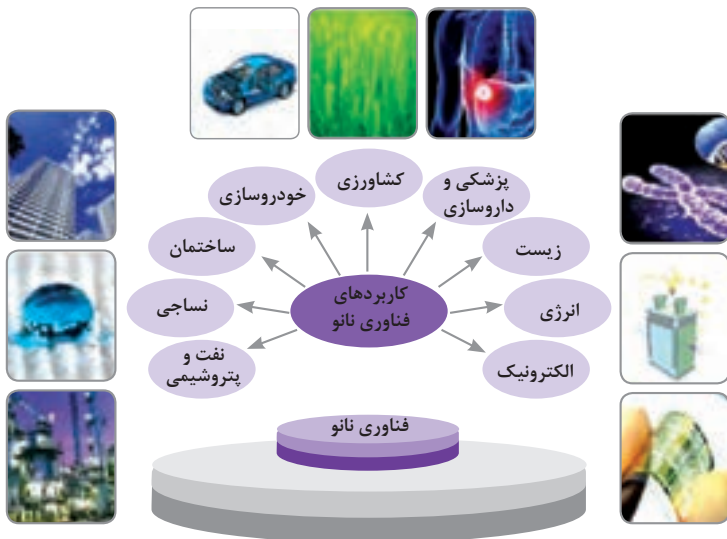 کشاورزی
پزشکی و
داروسازی
خودروسازی
زیست
ساختمان
انرژی
نساجی
الکترونیک
نفت و
پتروشیمی
کاربردهای
فناوری نانو
فناوری نانو